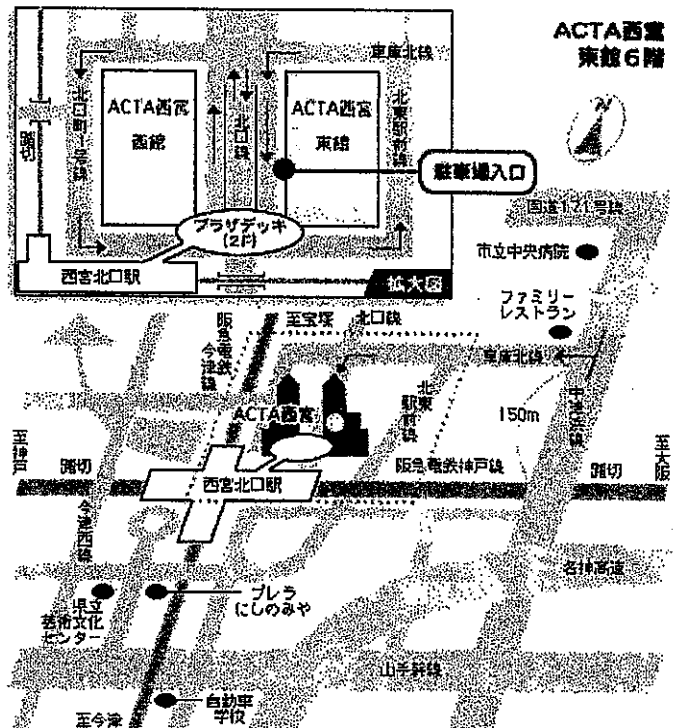 ACTA西宮
東館6階
N
車庫北線
北口町1号線
ACTA西宮
西館
北口線
ACTA西宮
東館
北東駅前線
踏切
駐車場入口
プラザデッキ
(2F)
西宮北口駅
拡大図
国道171号線
市立中央病院
ファミリー
レストラン
阪急電鉄
今津線
至宝塚
北口線
車庫北線
ACTA西宮
北東
駅前線
150m
中津浜線
至神戸
踏切
西宮北口駅
阪急電鉄神戸線
踏切
至大阪
今津西線
名神高速
県立
芸術文化
センター
プレラ
にしのみや
山手幹線
自動車
学校
至今津